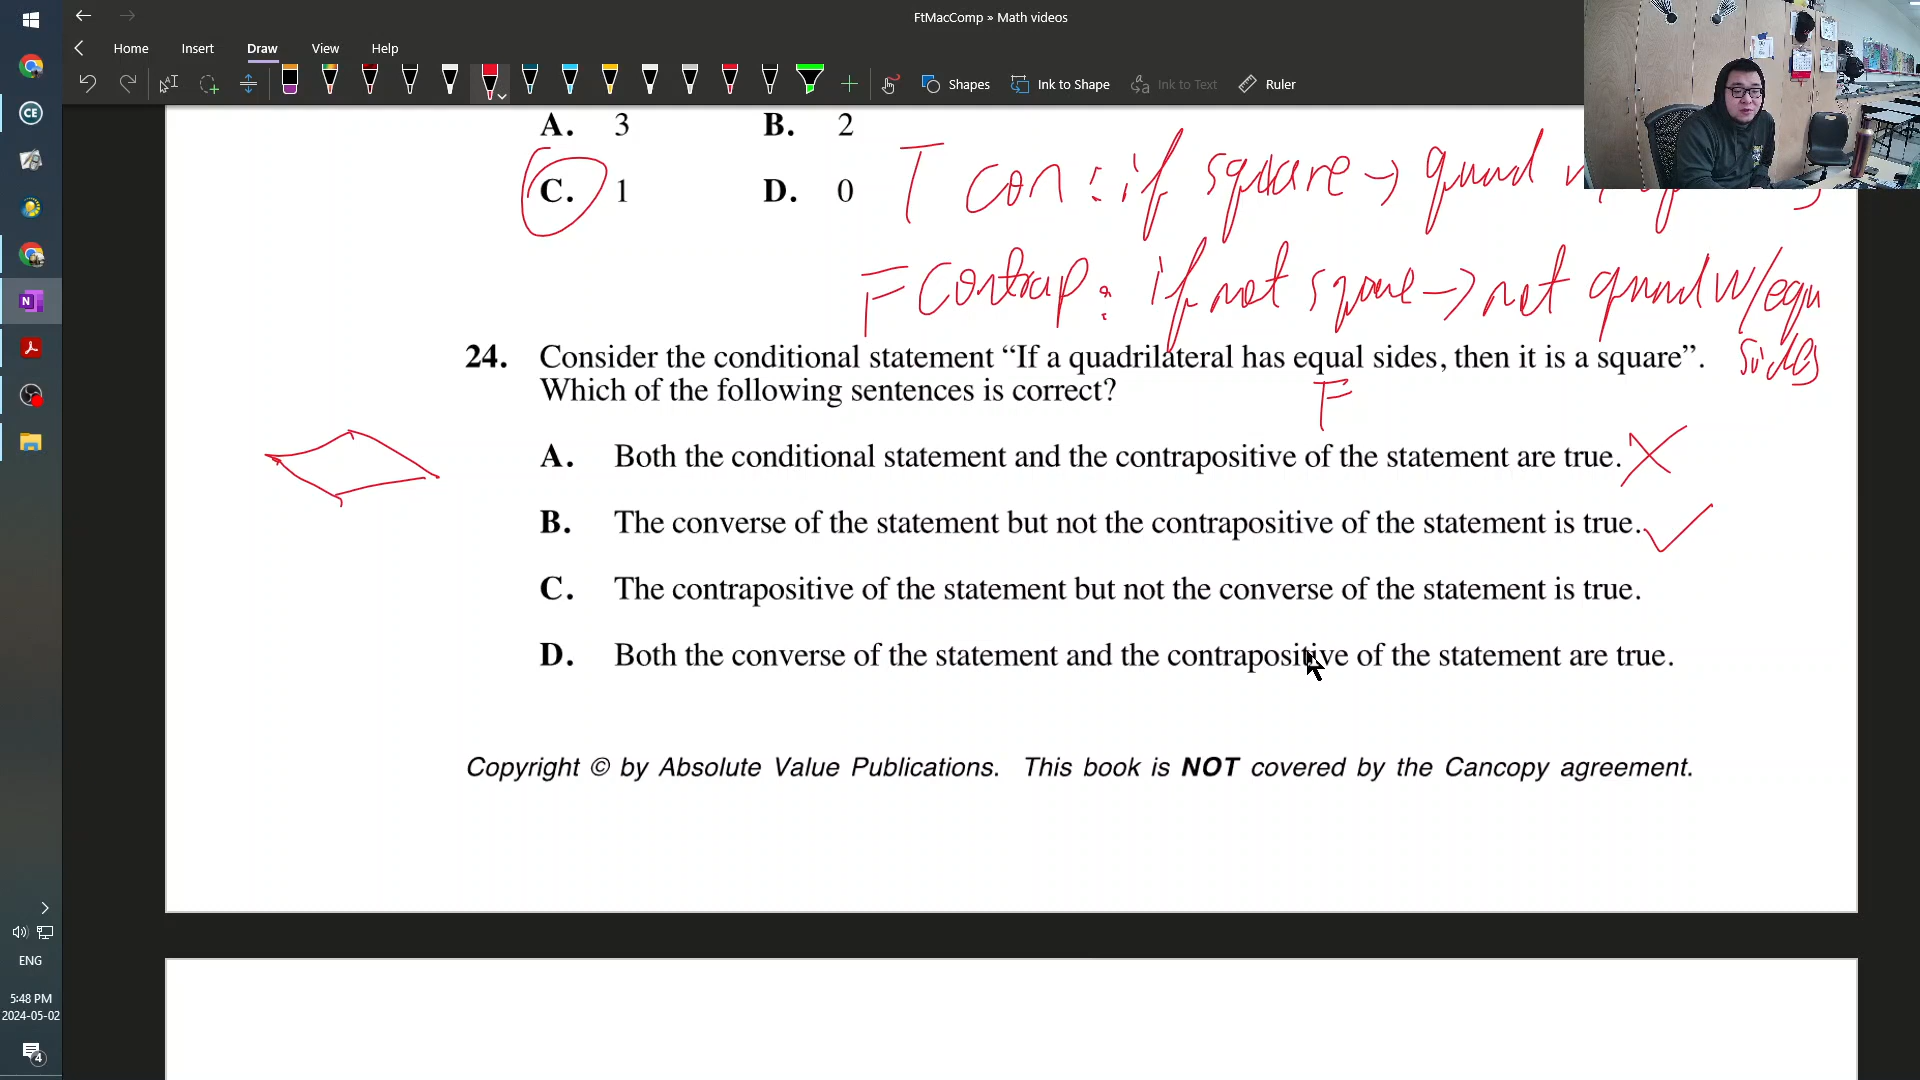 FtMacComp » Math videos
Home Insert Draw View Help
Shapes Ink to Shape Ink to Text Ruler
A. 3 B. 2
C. 1 D. 0
T con: if square → quad
F Contrap: if not square → not quad w/equ
sides
24. Consider the conditional statement “If a quadrilateral has equal sides, then it is a square”.
Which of the following sentences is correct?
F
A. Both the conditional statement and the contrapositive of the statement are true.
B. The converse of the statement but not the contrapositive of the statement is true.
C. The contrapositive of the statement but not the converse of the statement is true.
D. Both the converse of the statement and the contrapositive of the statement are true.
Copyright © by Absolute Value Publications. This book is NOT covered by the Cancopy agreement.
CE
N
ENG
5:48 PM
2024-05-02
4